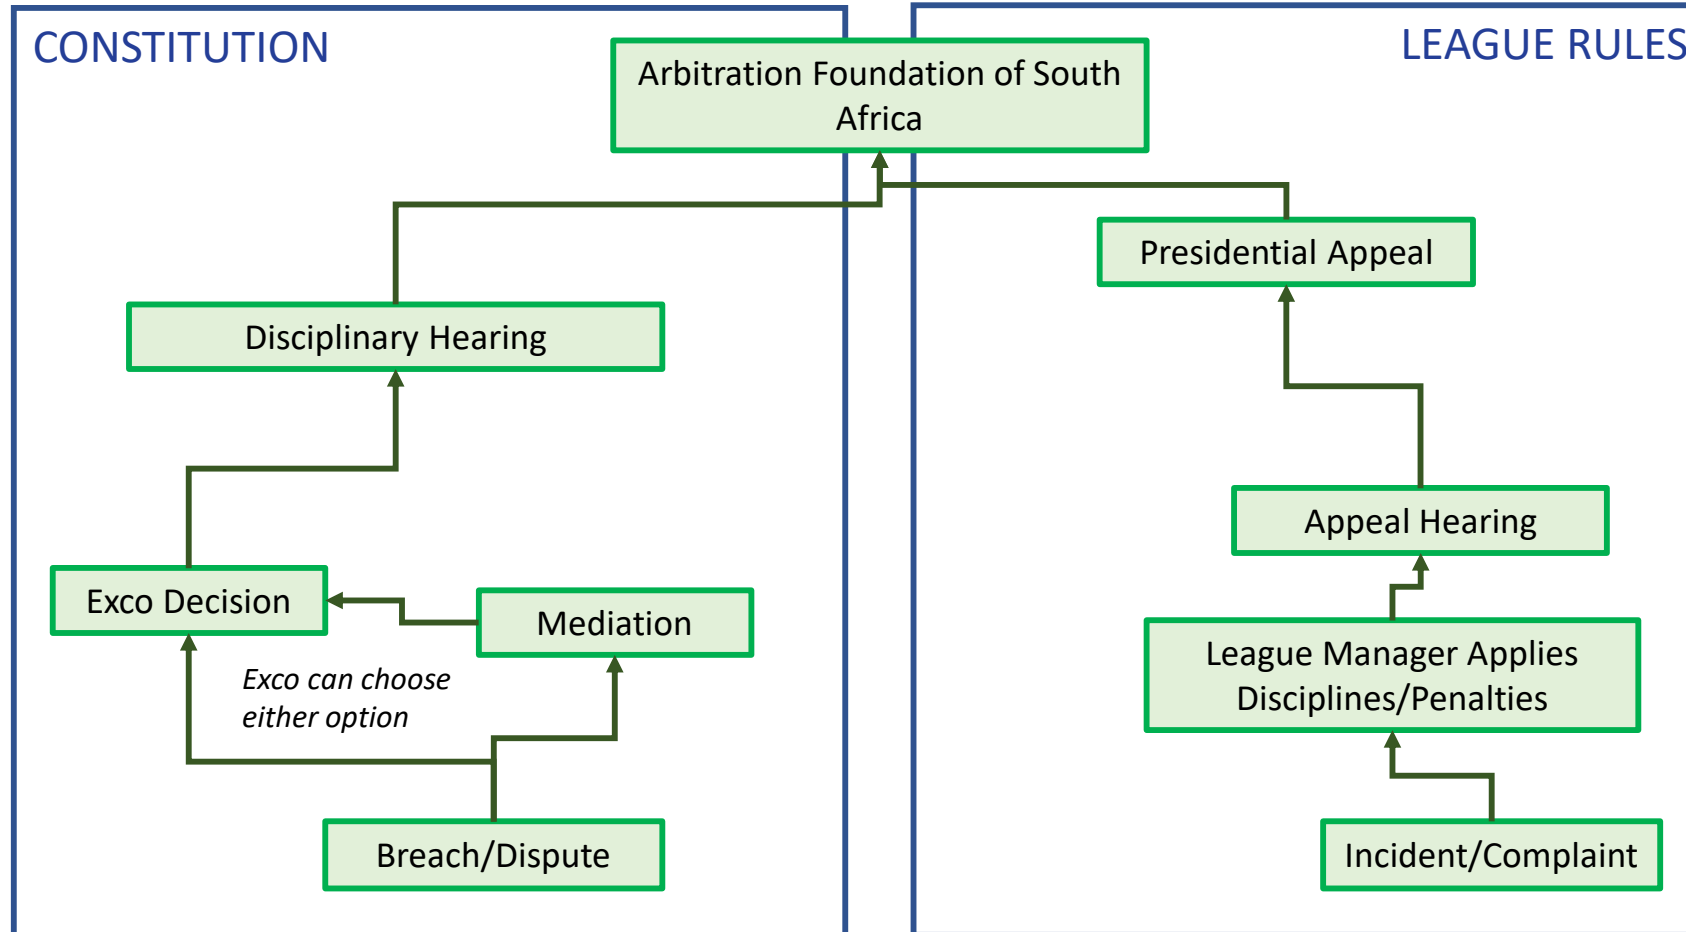 CONSTITUTION
LEAGUE RULES
Arbitration Foundation of South
Africa
Presidential Appeal
Disciplinary Hearing
Appeal Hearing
Exco Decision
Mediation
Exco can choose
either option
League Manager Applies
Disciplines/Penalties
Breach/Dispute
Incident/Complaint